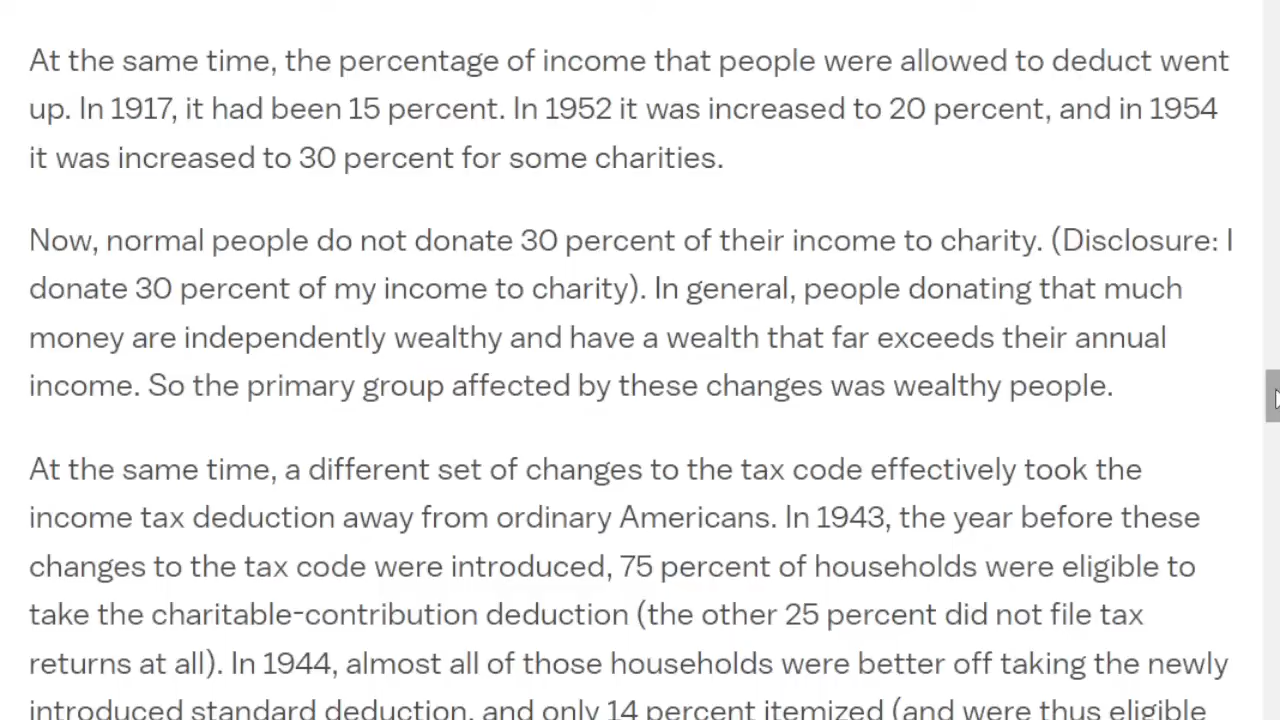 At the same time, the percentage of income that people were allowed to deduct went
up. In 1917, it had been 15 percent. In 1952 it was increased to 20 percent, and in 1954
it was increased to 30 percent for some charities.
Now, normal people do not donate 30 percent of their income to charity. (Disclosure: I
donate 30 percent of my income to charity). In general, people donating that much
money are independently wealthy and have a wealth that far exceeds their annual
income. So the primary group affected by these changes was wealthy people.
At the same time, a different set of changes to the tax code effectively took the
income tax deduction away from ordinary Americans. In 1943, the year before these
changes to the tax code were introduced, 75 percent of households were eligible to
take the charitable-contribution deduction (the other 25 percent did not file tax
returns at all). In 1944, almost all of those households were better off taking the newly
introduced standard deduction, and only 14 percent itemized (and were thus eligible